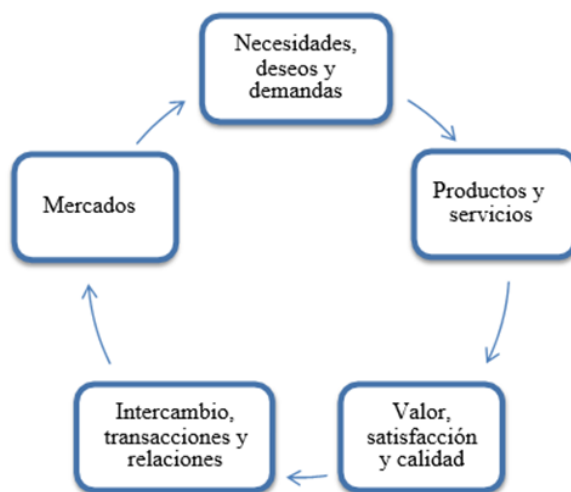 Necesidades,
deseos y
demandas
Productos y
servicios
Valor,
satisfacción
y calidad
Intercambio,
transacciones y
relaciones
Mercados